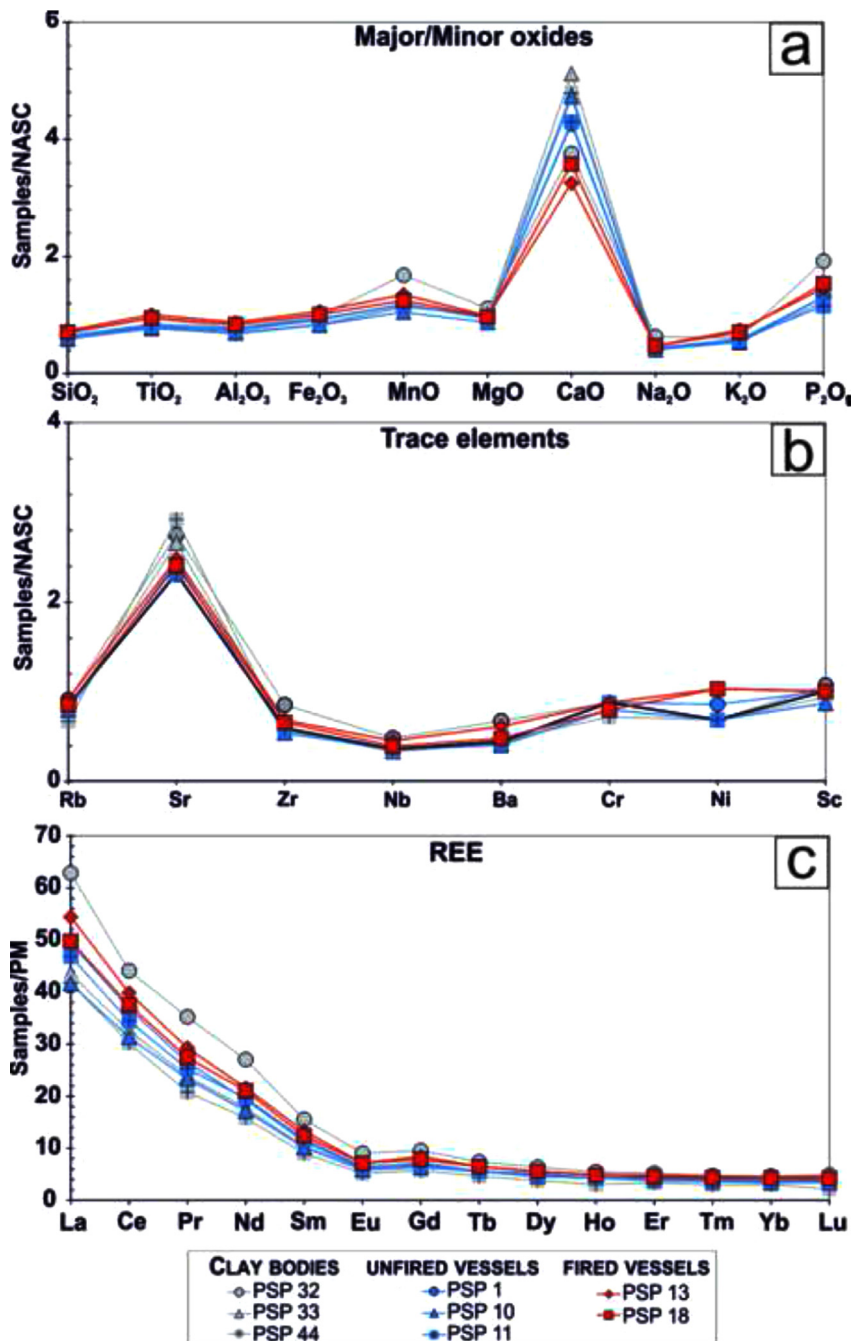 Major/Minor oxides
a
6
4
2
0
Samples/NASC
SiO₂ TiO₂ Al₂O₃ Fe₂O₃ MnO MgO CaO Na₂O K₂O P₂O₅
Trace elements
b
4
2
0
Samples/NASC
Rb Sr Zr Nb Ba Cr Ni Sc
REE
c
70
60
50
40
30
20
10
0
Samples/PM
La Ce Pr Nd Sm Eu Gd Tb Dy Ho Er Tm Yb Lu
CLAY BODIES UNFIRED VESSELS FIRED VESSELS
PSP 32 PSP 1 PSP 13
PSP 33 PSP 10 PSP 18
PSP 44 PSP 11